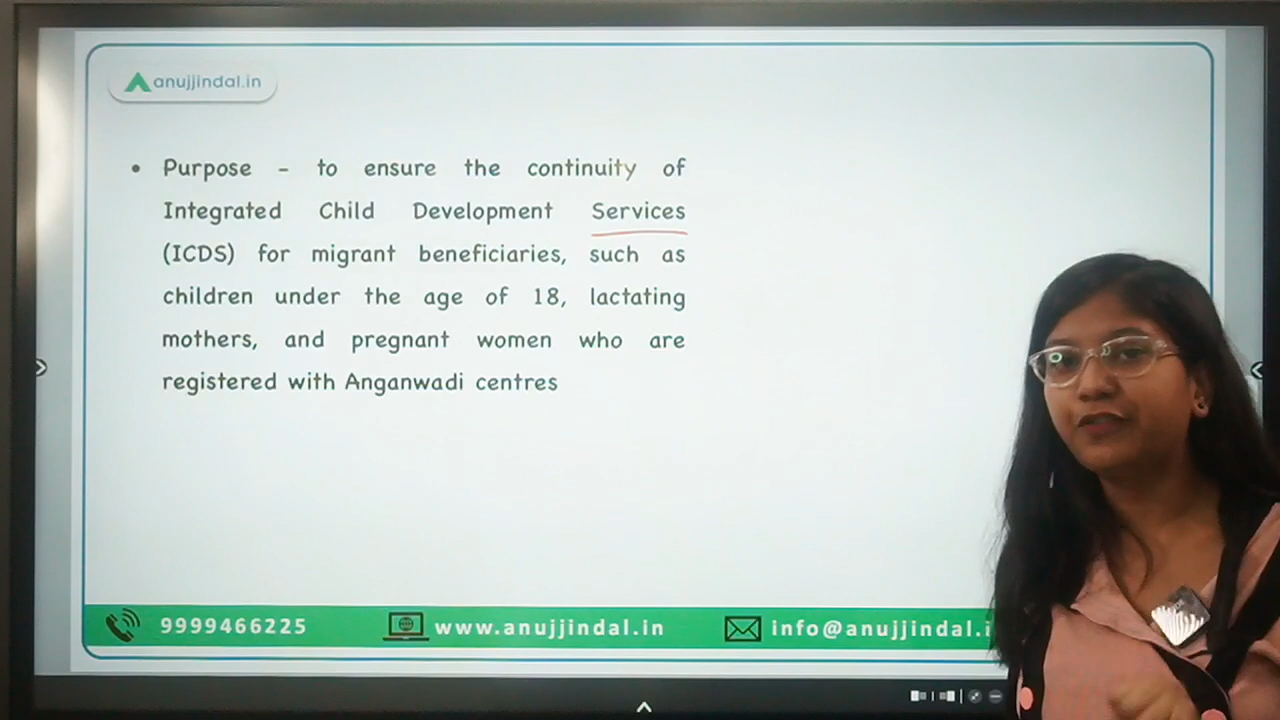 anujjindal.in
• Purpose - to ensure the continuity of
Integrated Child Development Services
(ICDS) for migrant beneficiaries, such as
children under the age of 18, lactating
mothers, and pregnant women who are
registered with Anganwadi centres
9999466225
www.anujjindal.in
info@anujjindal.i